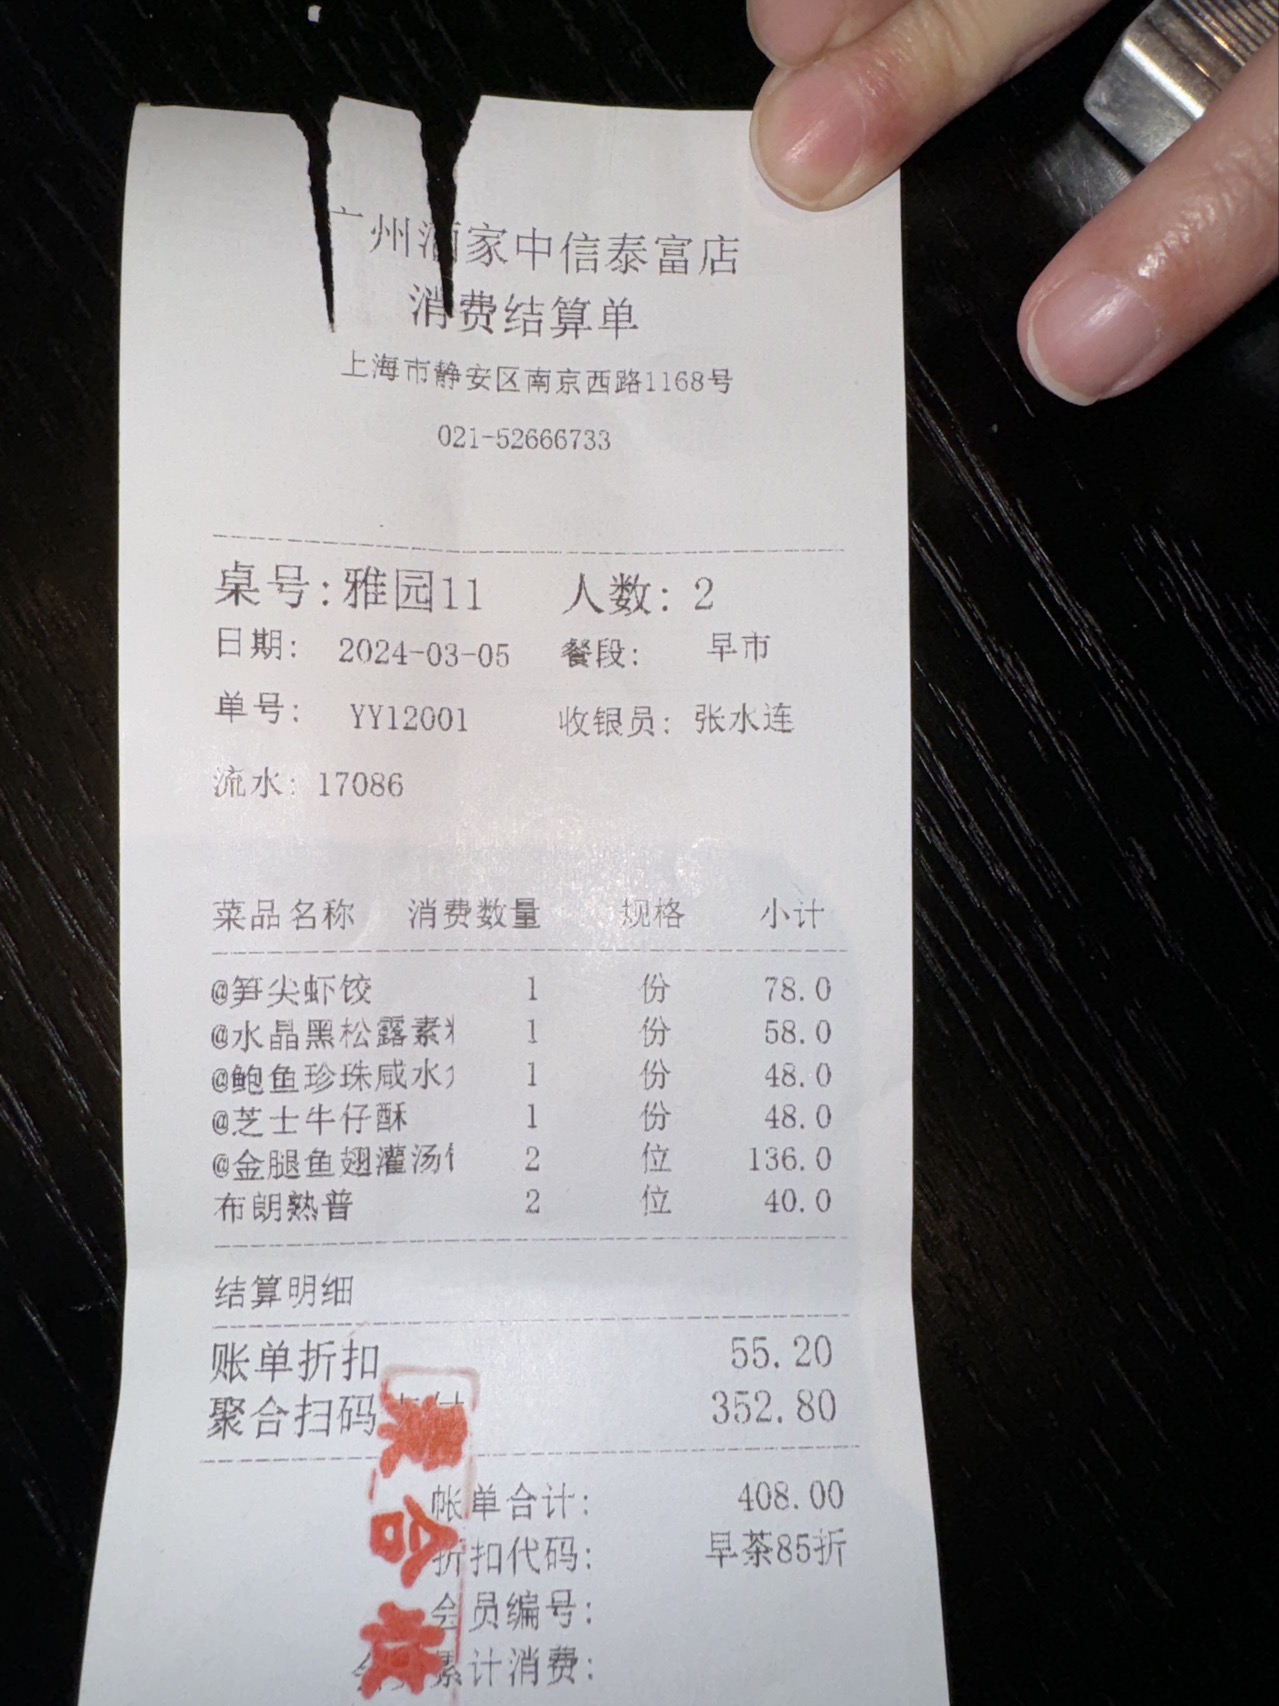 广州酒家中信泰富店
消费结算单
上海市静安区南京西路1168号
021-52666733
桌号:雅园11 人数: 2
日期: 2024-03-05 餐段: 早市
单号: YY12001 收银员: 张水连
流水: 17086
菜品名称 消费数量 规格 小计
@笋尖虾饺 1 份 78.0
@水晶黑松露素 1 份 58.0
@鲍鱼珍珠咸水 1 份 48.0
@芝士牛仔酥 1 份 48.0
@金腿鱼翅灌汤 2 位 136.0
布朗熟普 2 位 40.0
结算明细
账单折扣 55.20
聚合扫码支付 352.80
帐单合计: 408.00
折扣代码: 早茶85折
会员编号:
累计消费:
聚合收